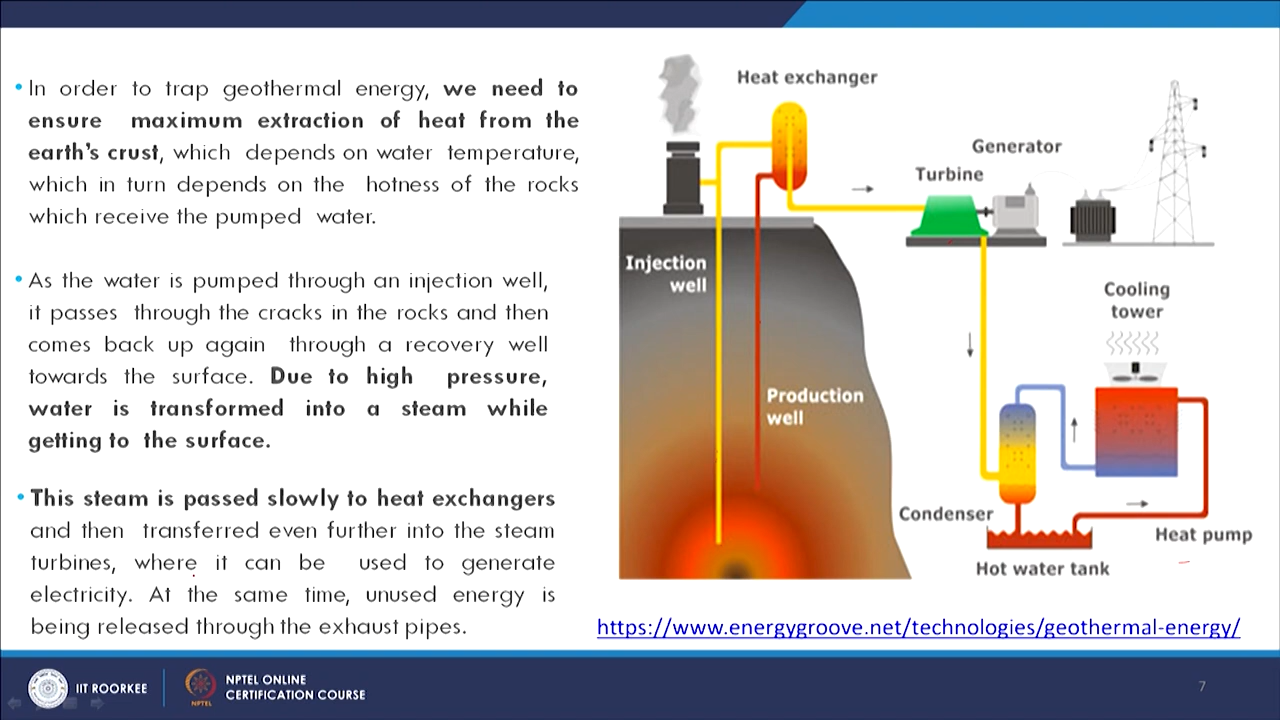 • In order to trap geothermal energy, we need to
ensure maximum extraction of heat from the
earth's crust, which depends on water temperature,
which in turn depends on the hotness of the rocks
which receive the pumped water.
• As the water is pumped through an injection well,
it passes through the cracks in the rocks and then
comes back up again through a recovery well
towards the surface. Due to high pressure,
water is transformed into a steam while
getting to the surface.
• This steam is passed slowly to heat exchangers
and then transferred even further into the steam
turbines, where it can be used to generate
electricity. At the same time, unused energy is
being released through the exhaust pipes.
Heat exchanger
Generator
Turbine
Injection
well
Production
well
Cooling
tower
Condenser
Heat pump
Hot water tank
https://www.energygroove.net/technologies/geothermal-energy/
IIT ROORKEE
NPTEL
NPTEL ONLINE
CERTIFICATION COURSE
7